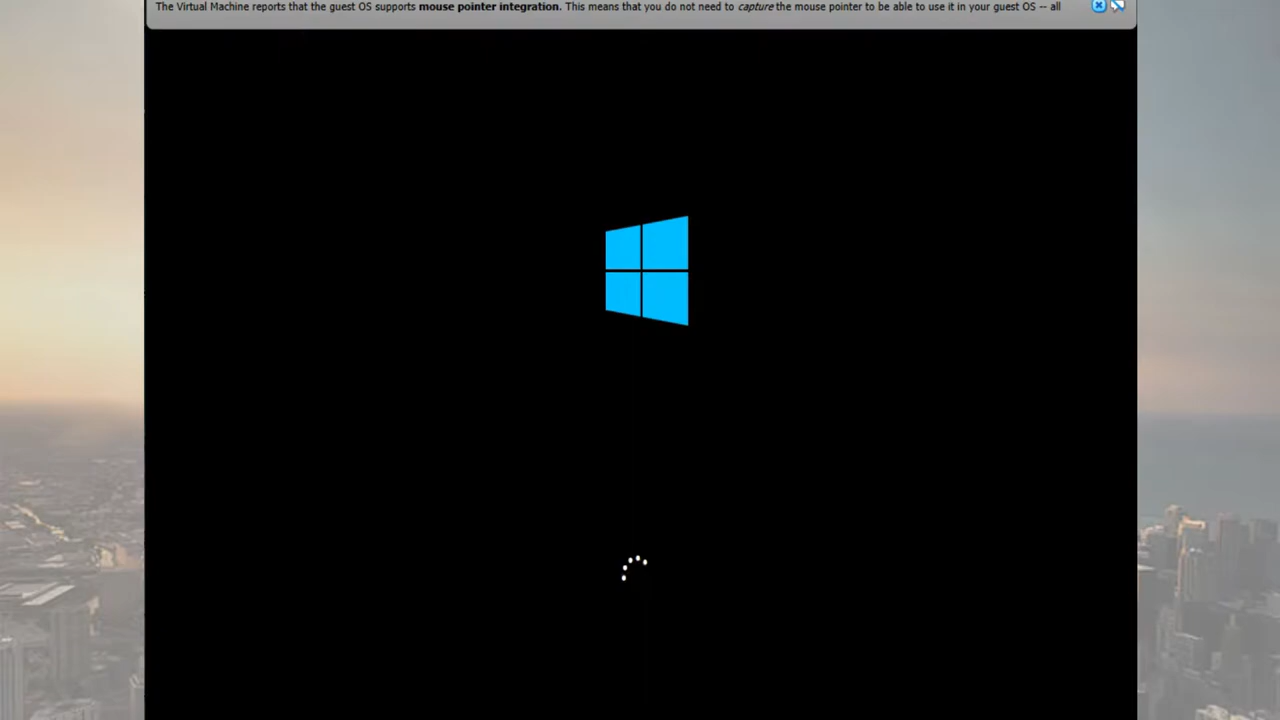 The Virtual Machine reports that the guest OS supports mouse pointer integration. This means that you do not need to capture the mouse pointer to be able to use it in your guest OS -- all